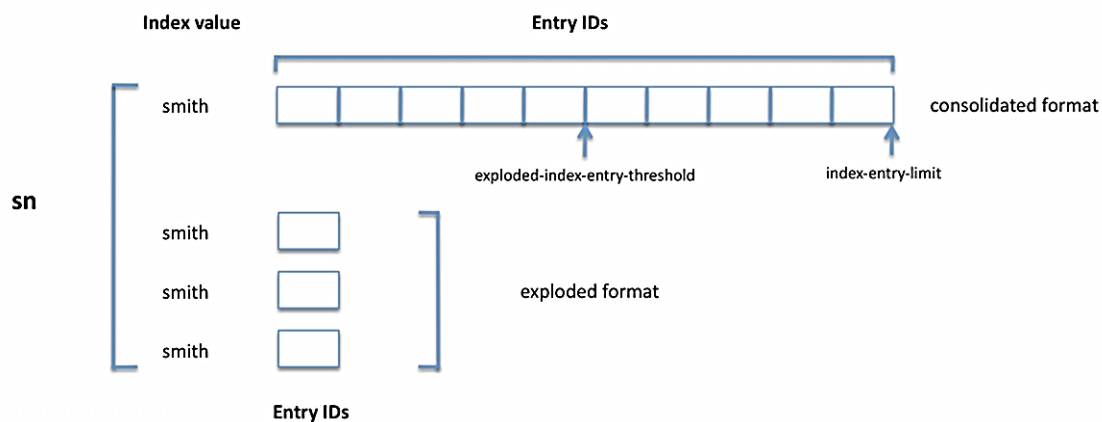 Index value
Entry IDs
smith
consolidated format
exploded-index-entry-threshold
index-entry-limit
sn
smith
smith
exploded format
smith
Entry IDs